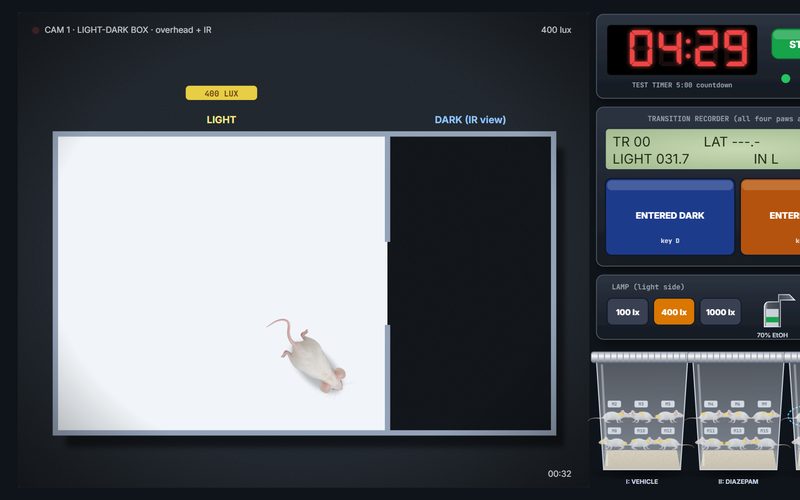 CAM 1 · LIGHT-DARK BOX · overhead + IR
400 lux
400 LUX
LIGHT
DARK (IR view)
00:32
04:29
ST
TEST TIMER 5:00 countdown
TRANSITION RECORDER (all four paws a
TR 00 LAT ---.-
LIGHT 031.7 IN L
ENTERED DARK
key D
ENTER
k
LAMP (light side)
100 lx
400 lx
1000 lx
70% EtOH
I: VEHICLE
II: DIAZEPAM